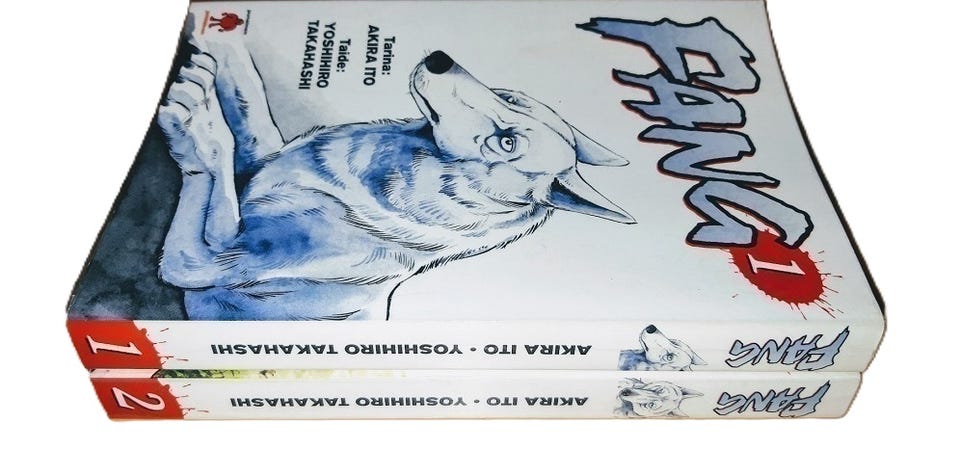 FANG
1
Tarina:
AKIRA ITO
Taide:
YOSHIHIRO
TAKAHASHI
FANG
AKIRA ITO • YOSHIHIRO TAKAHASHI
1
FANG
AKIRA ITO • YOSHIHIRO TAKAHASHI
2